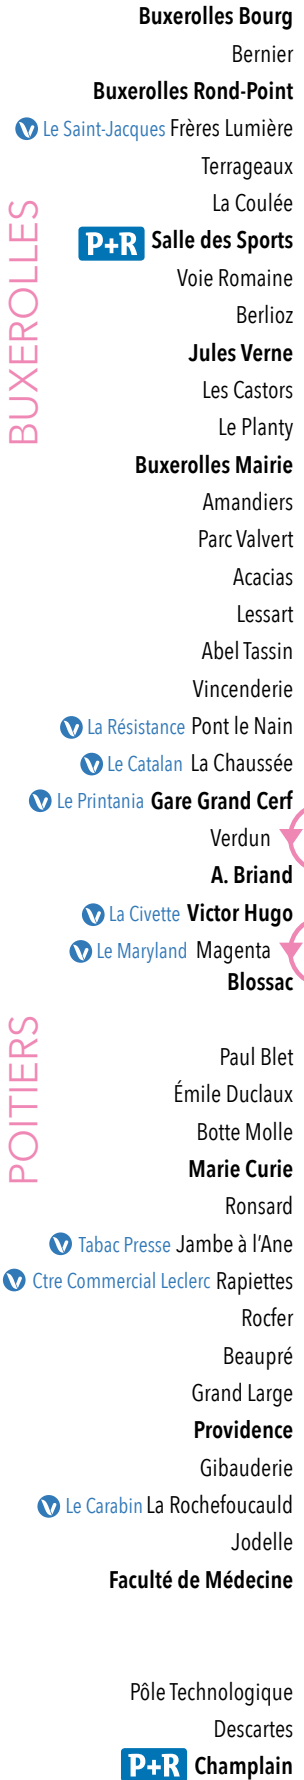 Buxerolles Bourg
Bernier
Buxerolles Rond-Point
V Le Saint-Jacques Frères Lumière
Terrageaux
La Coulée
P+R Salle des Sports
Voie Romaine
Berlioz
Jules Verne
Les Castors
Le Planty
BUXEROLLES
Buxerolles Mairie
Amandiers
Parc Valvert
Acacias
Lessart
Abel Tassin
Vincenderie
V La Résistance Pont le Nain
V Le Catalan La Chaussée
V Le Printania Gare Grand Cerf
Verdun
A. Briand
V La Civette Victor Hugo
V Le Maryland Magenta
Blossac
POITIERS
Paul Blet
Émile Duclaux
Botte Molle
Marie Curie
Ronsard
V Tabac Presse Jambe à l'Ane
V Ctre Commercial Leclerc Rapiettes
Rocfer
Beaupré
Grand Large
Providence
Gibauderie
V Le Carabin La Rochefoucauld
Jodelle
Faculté de Médecine
Pôle Technologique
Descartes
P+R Champlain